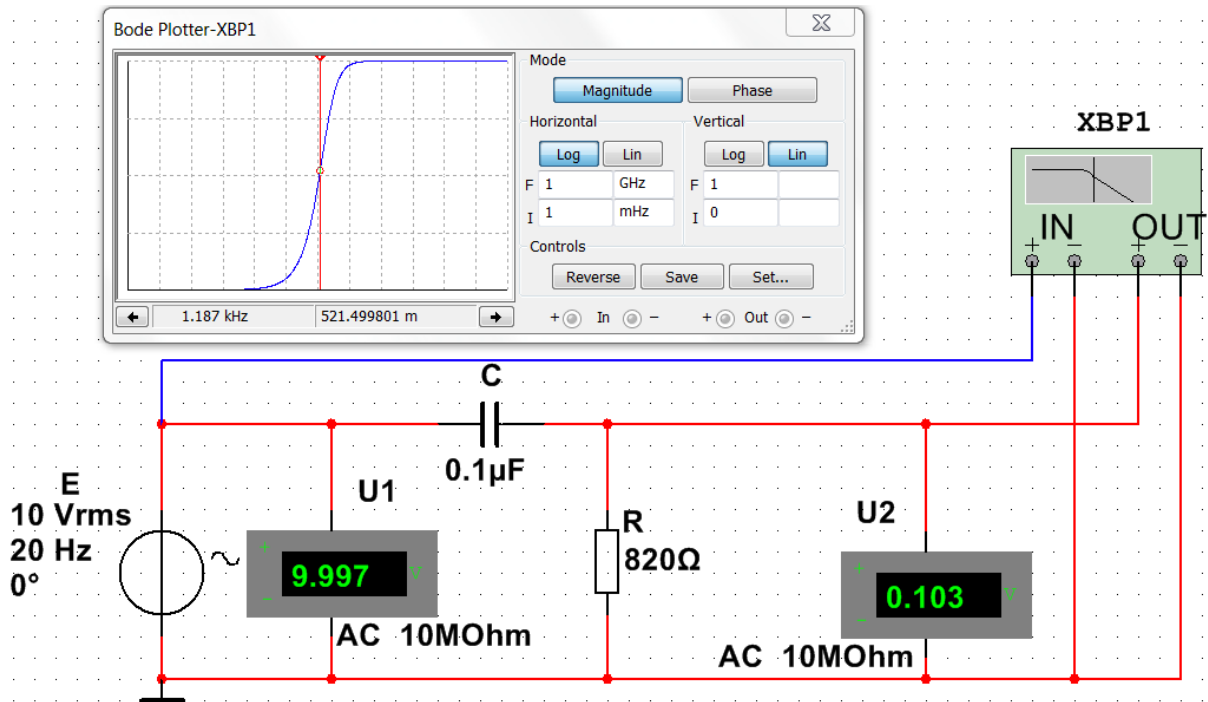 Bode Plotter-XBP1
Mode
Magnitude Phase
Horizontal Vertical
Log Lin Log Lin
F 1 GHz F 1
I 1 mHz I 0
Controls
Reverse Save Set...
1.187 kHz 521.499801 m + In − + Out −
XBP1
IN OUT
+ − + −
C
0.1µF
E
10 Vrms
20 Hz
0°
U1
+
9.997 V
−
AC 10MOhm
R
820Ω
U2
+
0.103 V
−
AC 10MOhm